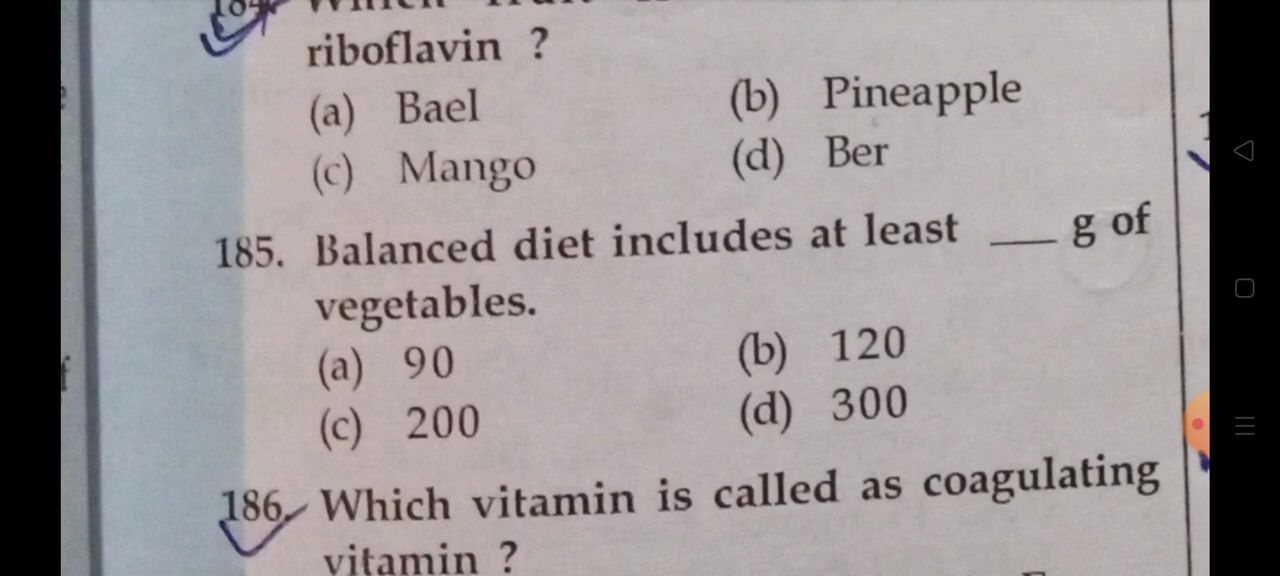 riboflavin ?
(a) Bael (b) Pineapple
(c) Mango (d) Ber
185. Balanced diet includes at least ___ g of
vegetables.
(a) 90 (b) 120
(c) 200 (d) 300
186. Which vitamin is called as coagulating
vitamin ?